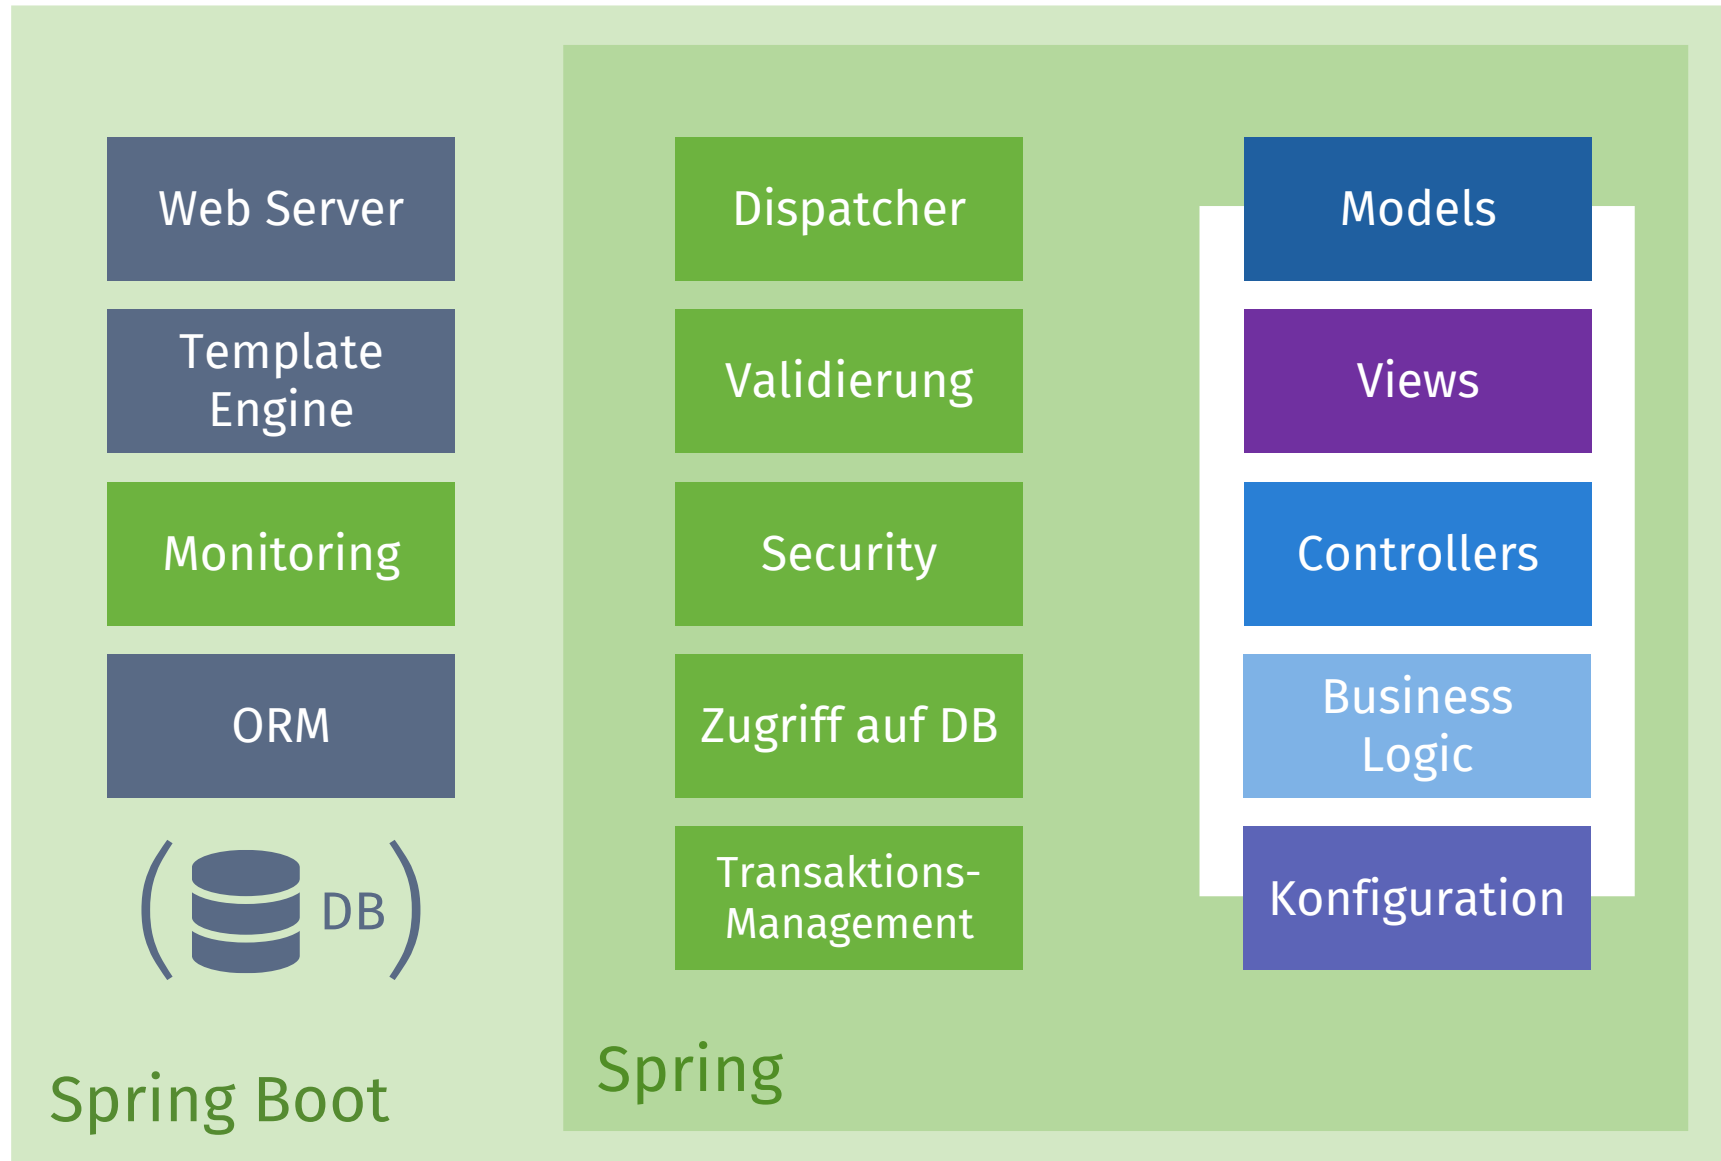 Web Server
Template
Engine
Monitoring
ORM
(DB)
Spring Boot
Dispatcher
Validierung
Security
Zugriff auf DB
Transaktions-
Management
Spring
Models
Views
Controllers
Business
Logic
Konfiguration